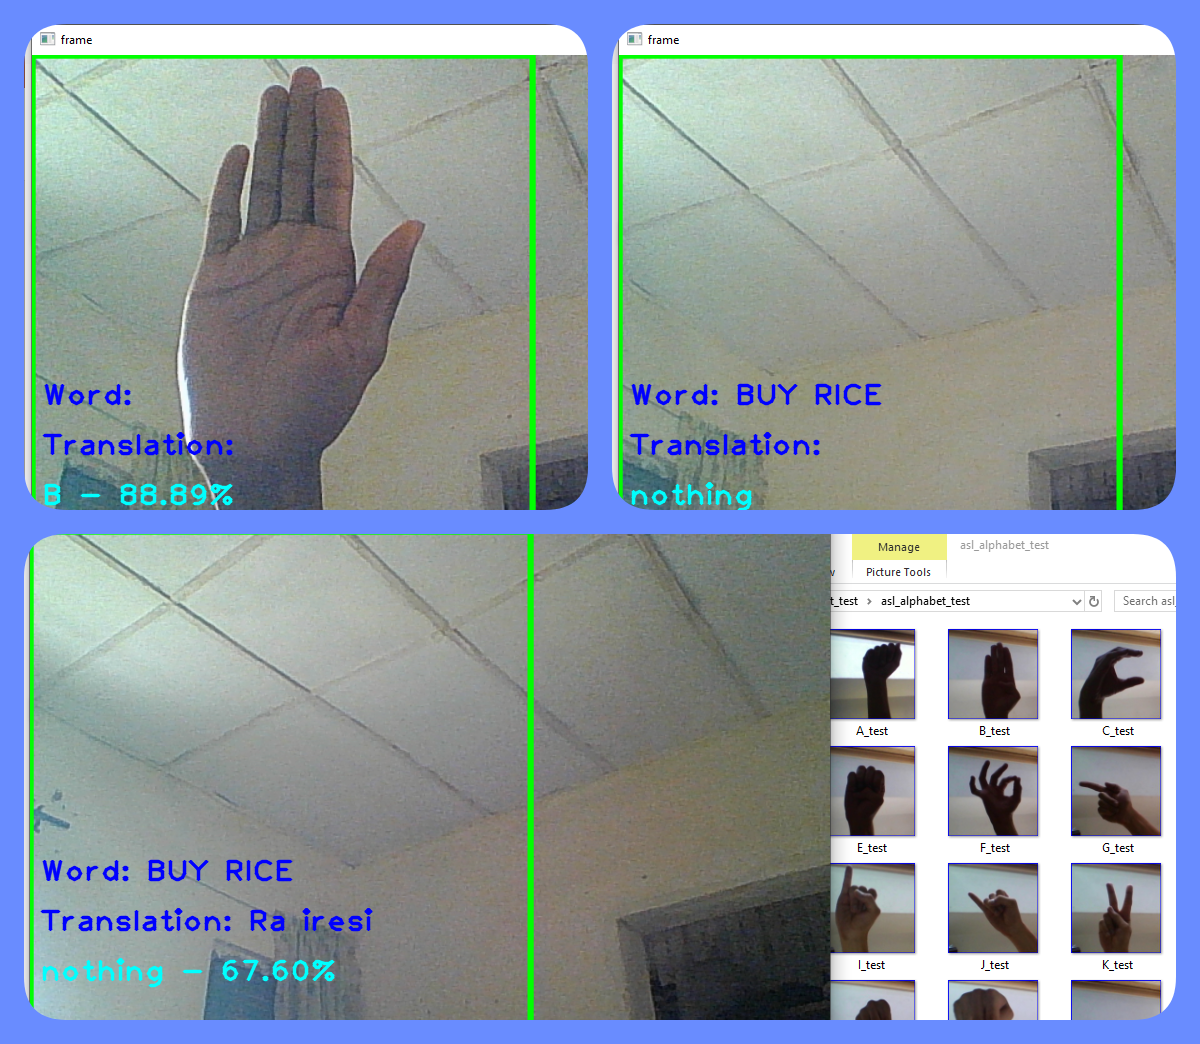 frame
Word:
Translation:
B - 88.89%
frame
Word: BUY RICE
Translation:
nothing
Word: BUY RICE
Translation: Ra iresi
nothing - 67.60%
Manage
asl_alphabet_test
Picture Tools
t_test > asl_alphabet_test
Search asl
A_test
B_test
C_test
E_test
F_test
G_test
I_test
J_test
K_test